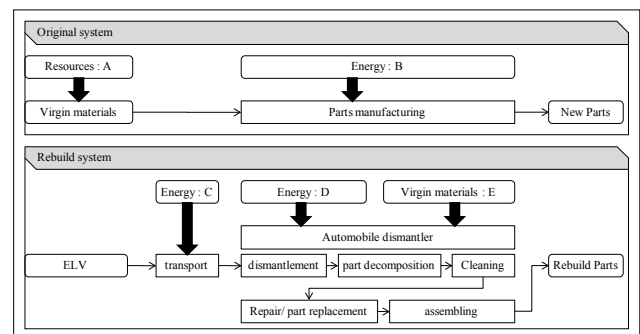 Original system
Resources : A
Energy : B
Virgin materials
Parts manufacturing
New Parts
Rebuild system
Energy : C
Energy : D
Virgin materials : E
Automobile dismantler
ELV
transport
dismantlement
part decomposition
Cleaning
Rebuild Parts
Repair/ part replacement
assembling